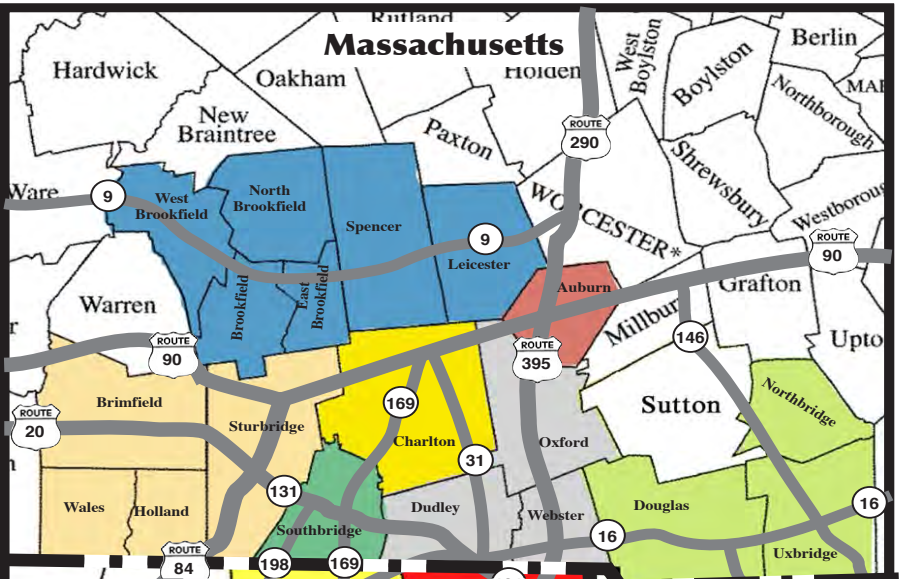 Rutland
Massachusetts
Hardwick
Oakham
Holden
West
Boylston
Boylston
Berlin
Northborough
New
Braintree
Paxton
ROUTE
290
Shrewsbury
Ware
9
West
Brookfield
North
Brookfield
Spencer
9
Leicester
WORCESTER*
ROUTE
90
Warren
Brookfield
East
Brookfield
Auburn
Millbury
Grafton
ROUTE
90
ROUTE
395
146
Upto
ROUTE
20
Brimfield
Sturbridge
169
Charlton
31
Oxford
Sutton
Northbridge
Wales
Holland
131
Southbridge
Dudley
Webster
16
Douglas
16
Uxbridge
ROUTE
84
198
169